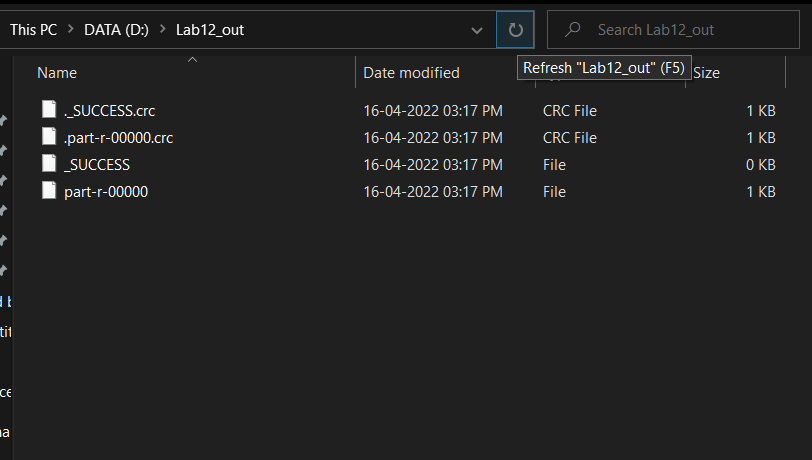 This PC > DATA (D:) > Lab12_out
Search Lab12_out
Name Date modified Size
Refresh "Lab12_out" (F5)
._SUCCESS.crc 16-04-2022 03:17 PM CRC File 1 KB
.part-r-00000.crc 16-04-2022 03:17 PM CRC File 1 KB
_SUCCESS 16-04-2022 03:17 PM File 0 KB
part-r-00000 16-04-2022 03:17 PM File 1 KB